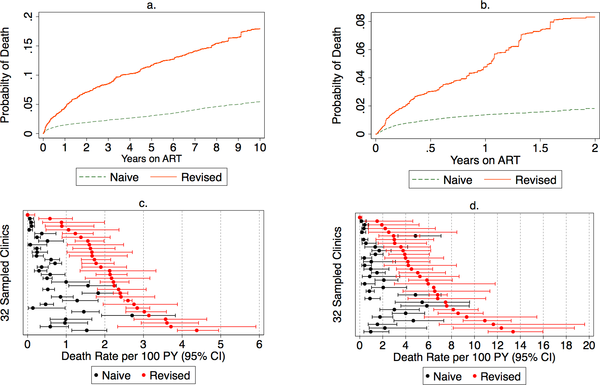 a.
Probability of Death
.2
.15
.1
.05
0
0 1 2 3 4 5 6 7 8 9 10
Years on ART
Naive Revised
b.
Probability of Death
.08
.06
.04
.02
0
0 .5 1 1.5 2
Years on ART
Naive Revised
c.
32 Sampled Clinics
0 1 2 3 4 5 6
Death Rate per 100 PY (95% CI)
Naive Revised
d.
32 Sampled Clinics
0 2 4 6 8 10 12 14 16 18 20
Death Rate per 100 PY (95% CI)
Naive Revised